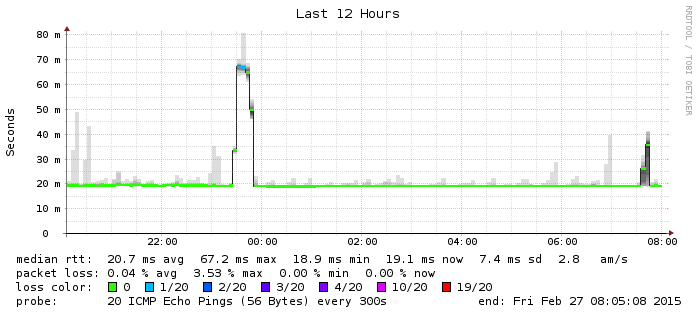 Last 12 Hours
RRDTOOL / TOBI OETIKER
Seconds
80 m
70 m
60 m
50 m
40 m
30 m
20 m
10 m
0
22:00 00:00 02:00 04:00 06:00 08:00
median rtt: 20.7 ms avg 67.2 ms max 18.9 ms min 19.1 ms now 7.4 ms sd 2.8 am/s
packet loss: 0.04 % avg 3.53 % max 0.00 % min 0.00 % now
loss color: 0 1/20 2/20 3/20 4/20 10/20 19/20
probe: 20 ICMP Echo Pings (56 Bytes) every 300s end: Fri Feb 27 08:05:08 2015